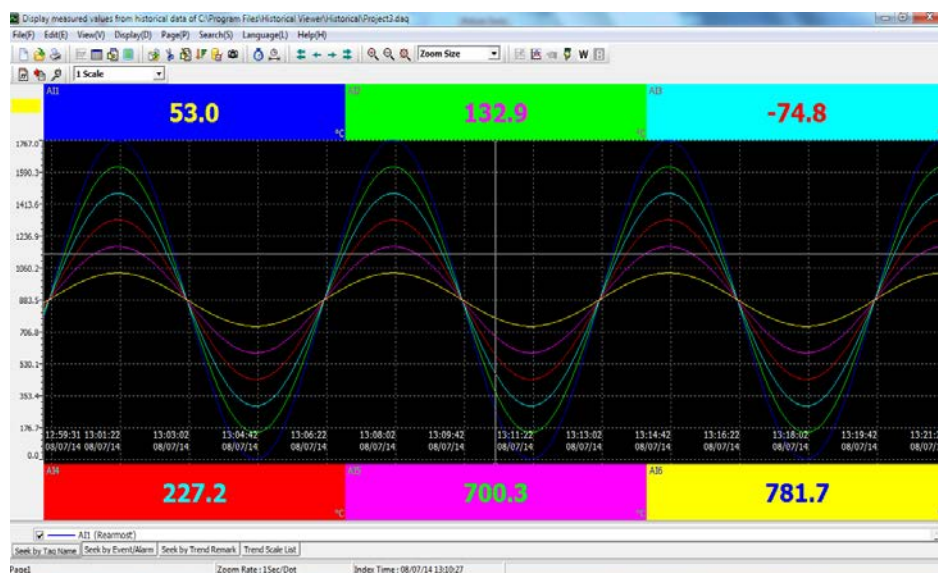 Display measured values from historical data of C:\Program Files\Historical Viewer\Historical\Project3.daq
File(F) Edit(E) View(V) Display(D) Page(P) Search(S) Language(L) Help(H)
Zoom Size
W
1 Scale
AI1 AI2 AI3
53.0 132.9 -74.8
°C °C
1767.0
1590.3
1413.6
1236.9
1060.2
883.5
706.8
530.1
353.4
176.7
12:59:31 13:01:22 13:03:02 13:04:42 13:06:22 13:08:02 13:09:42 13:11:22 13:13:02 13:14:42 13:16:22 13:18:02 13:19:42 13:21:2
08/07/14 08/07/14 08/07/14 08/07/14 08/07/14 08/07/14 08/07/14 08/07/14 08/07/14 08/07/14 08/07/14 08/07/14 08/07/14 08/07/1
0.0
AI4 AI5 AI6
227.2 700.3 781.7
°C °C
AI1 (Rearmost)
Seek by Tag Name Seek by Event/Alarm Seek by Trend Remark Trend Scale List
Page1 Zoom Rate : 1Sec/Dot Index Time : 08/07/14 13:10:27